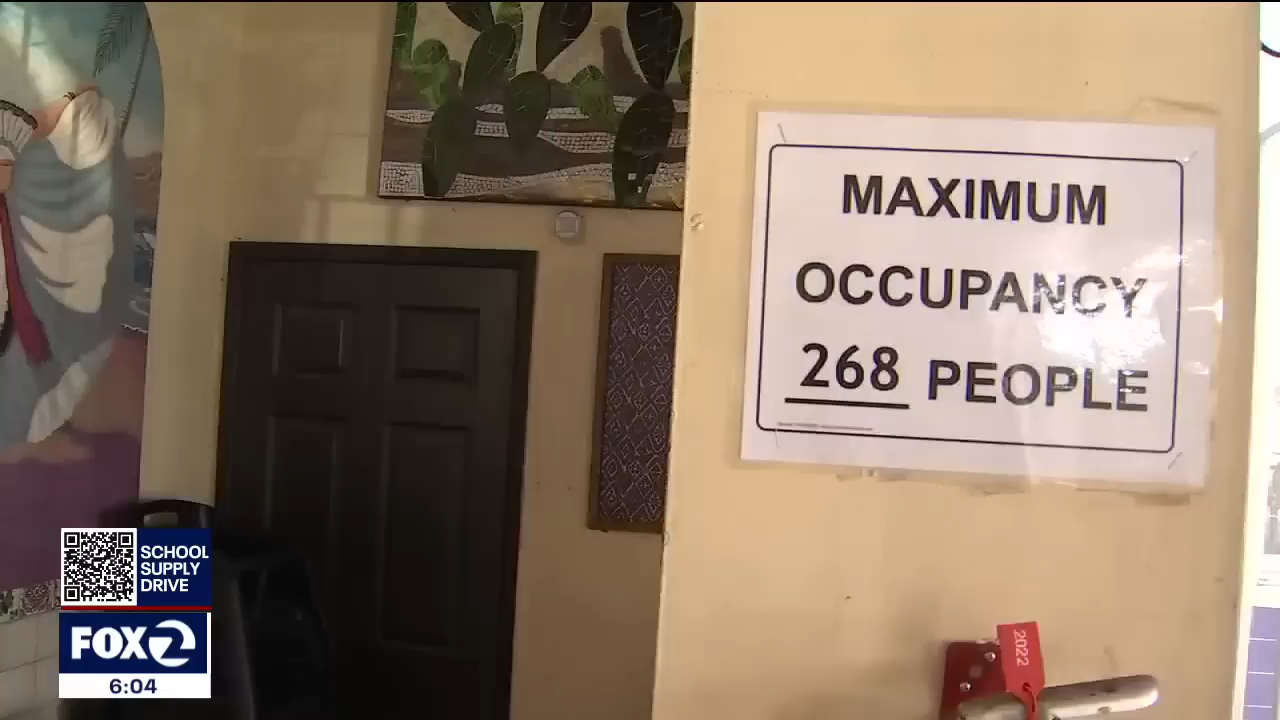 MAXIMUM
OCCUPANCY
268 PEOPLE
2022
SCHOOL
SUPPLY
DRIVE
FOX 2
6:04